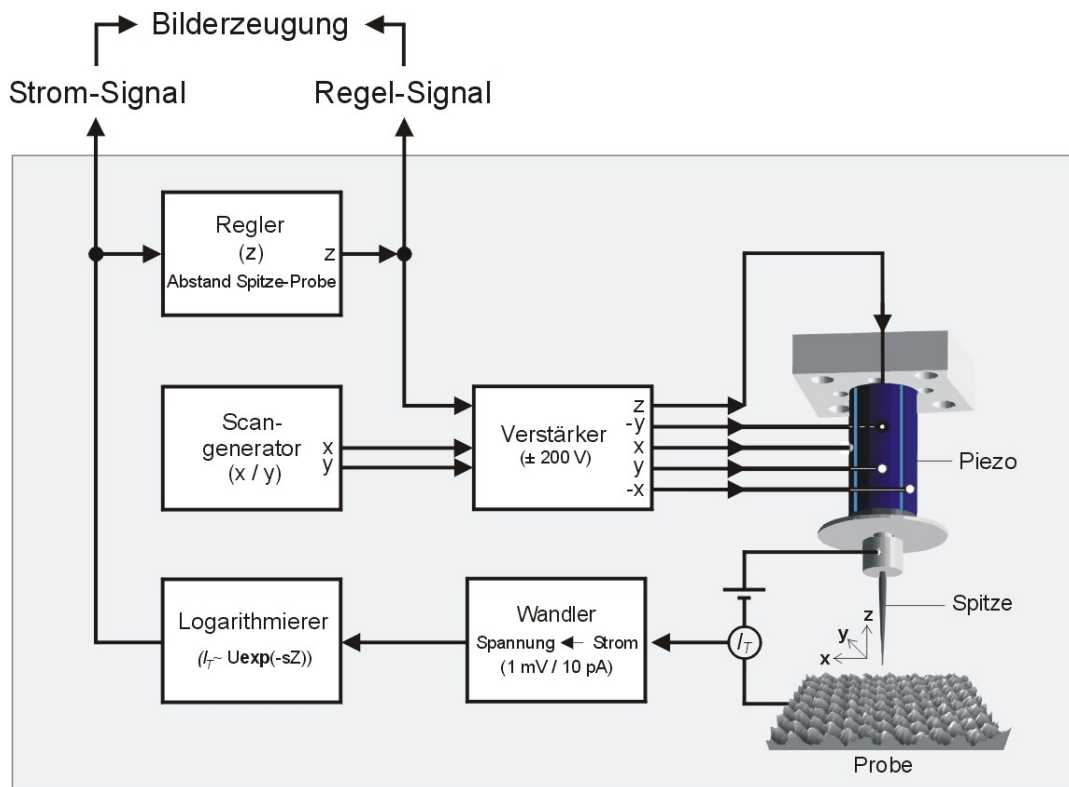 Bilderzeugung
Strom-Signal
Regel-Signal
Regler
(z)
z
Abstand Spitze-Probe
Scan-
generator
(x / y)
x
y
Verstärker
(± 200 V)
z
-y
x
y
-x
Piezo
Logarithmierer
(I_T ~ Uexp(-sZ))
Wandler
Spannung ← Strom
(1 mV / 10 pA)
I_T
Spitze
z
y
x
Probe